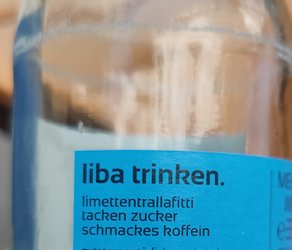 liba trinken.
limettentrallafitti
tacken zucker
schmackes koffein